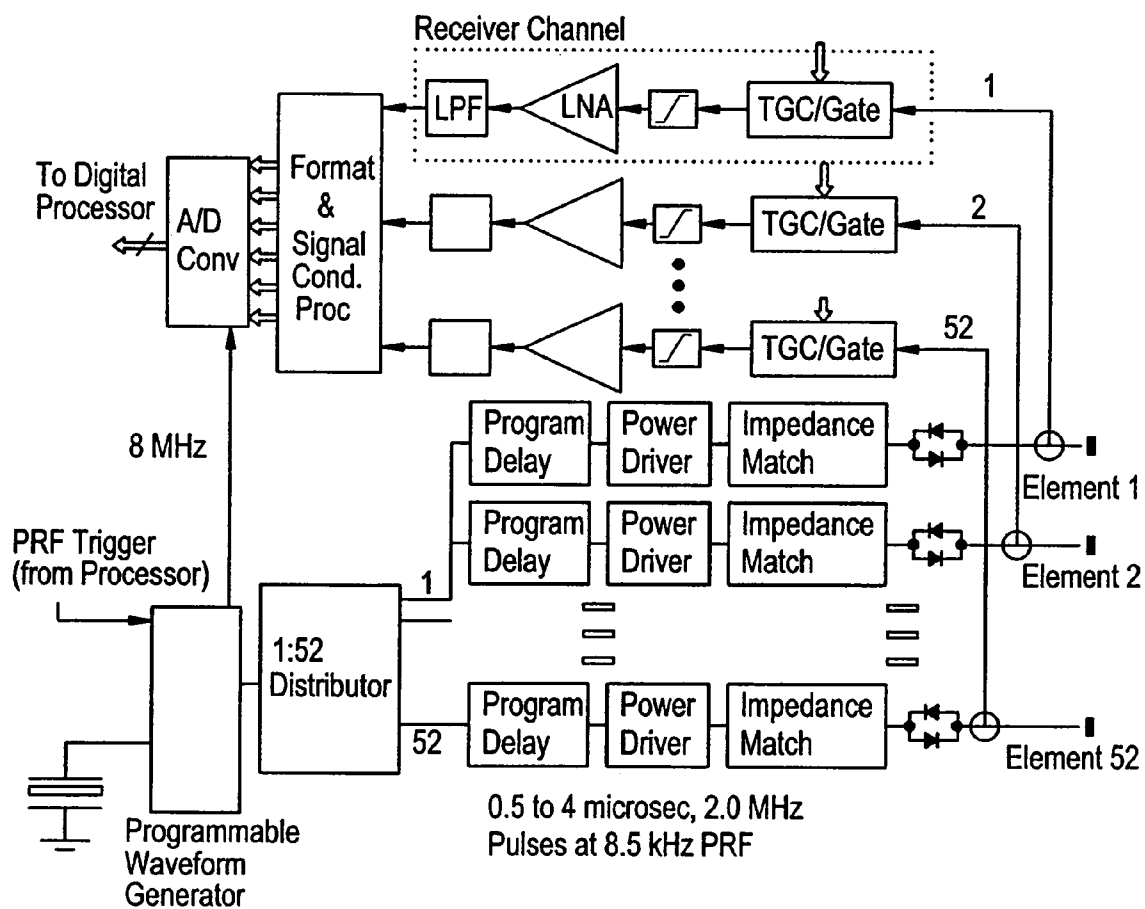 Receiver Channel
LPF
LNA
TGC/Gate
1
To Digital
Processor
A/D
Conv
Format
&
Signal
Cond.
Proc
TGC/Gate
2
TGC/Gate
52
8 MHz
Program
Delay
Power
Driver
Impedance
Match
Element 1
Program
Delay
Power
Driver
Impedance
Match
Element 2
PRF Trigger
(from Processor)
1
1:52
Distributor
52
Program
Delay
Power
Driver
Impedance
Match
Element 52
0.5 to 4 microsec, 2.0 MHz
Pulses at 8.5 kHz PRF
Programmable
Waveform
Generator